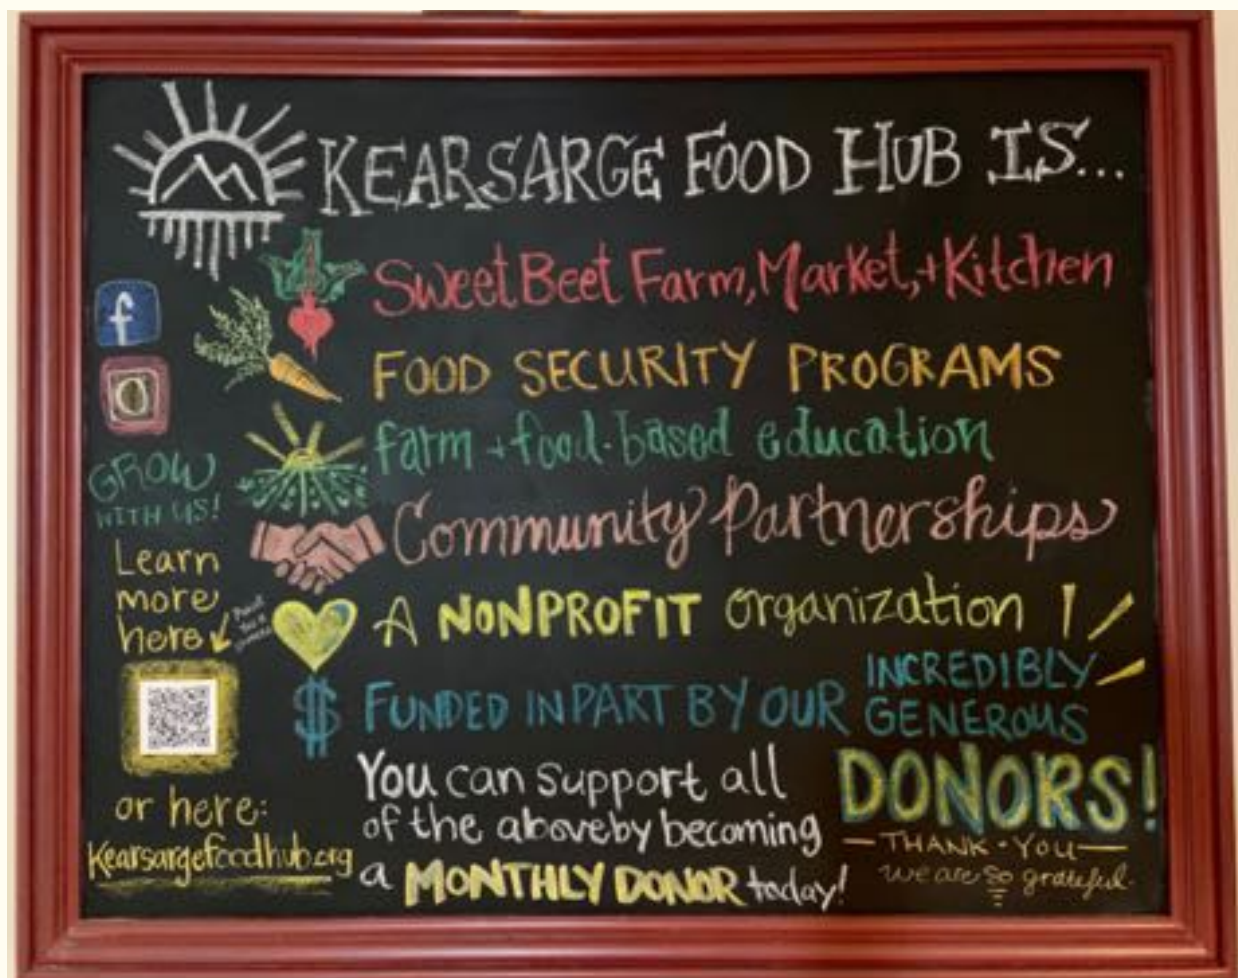 KEARSARGE FOOD HUB IS...
Sweet Beet Farm, Market, + Kitchen
FOOD SECURITY PROGRAMS
farm + food-based education
Community Partnerships
A NONPROFIT organization
FUNDED IN PART BY OUR INCREDIBLY
GENEROUS
DONORS!
THANK-YOU
we are so grateful.
You can support all
of the above by becoming
a MONTHLY DONOR today!
f
GROW
WITH US!
Learn
more
here
or here:
Kearsargefoodhub.org